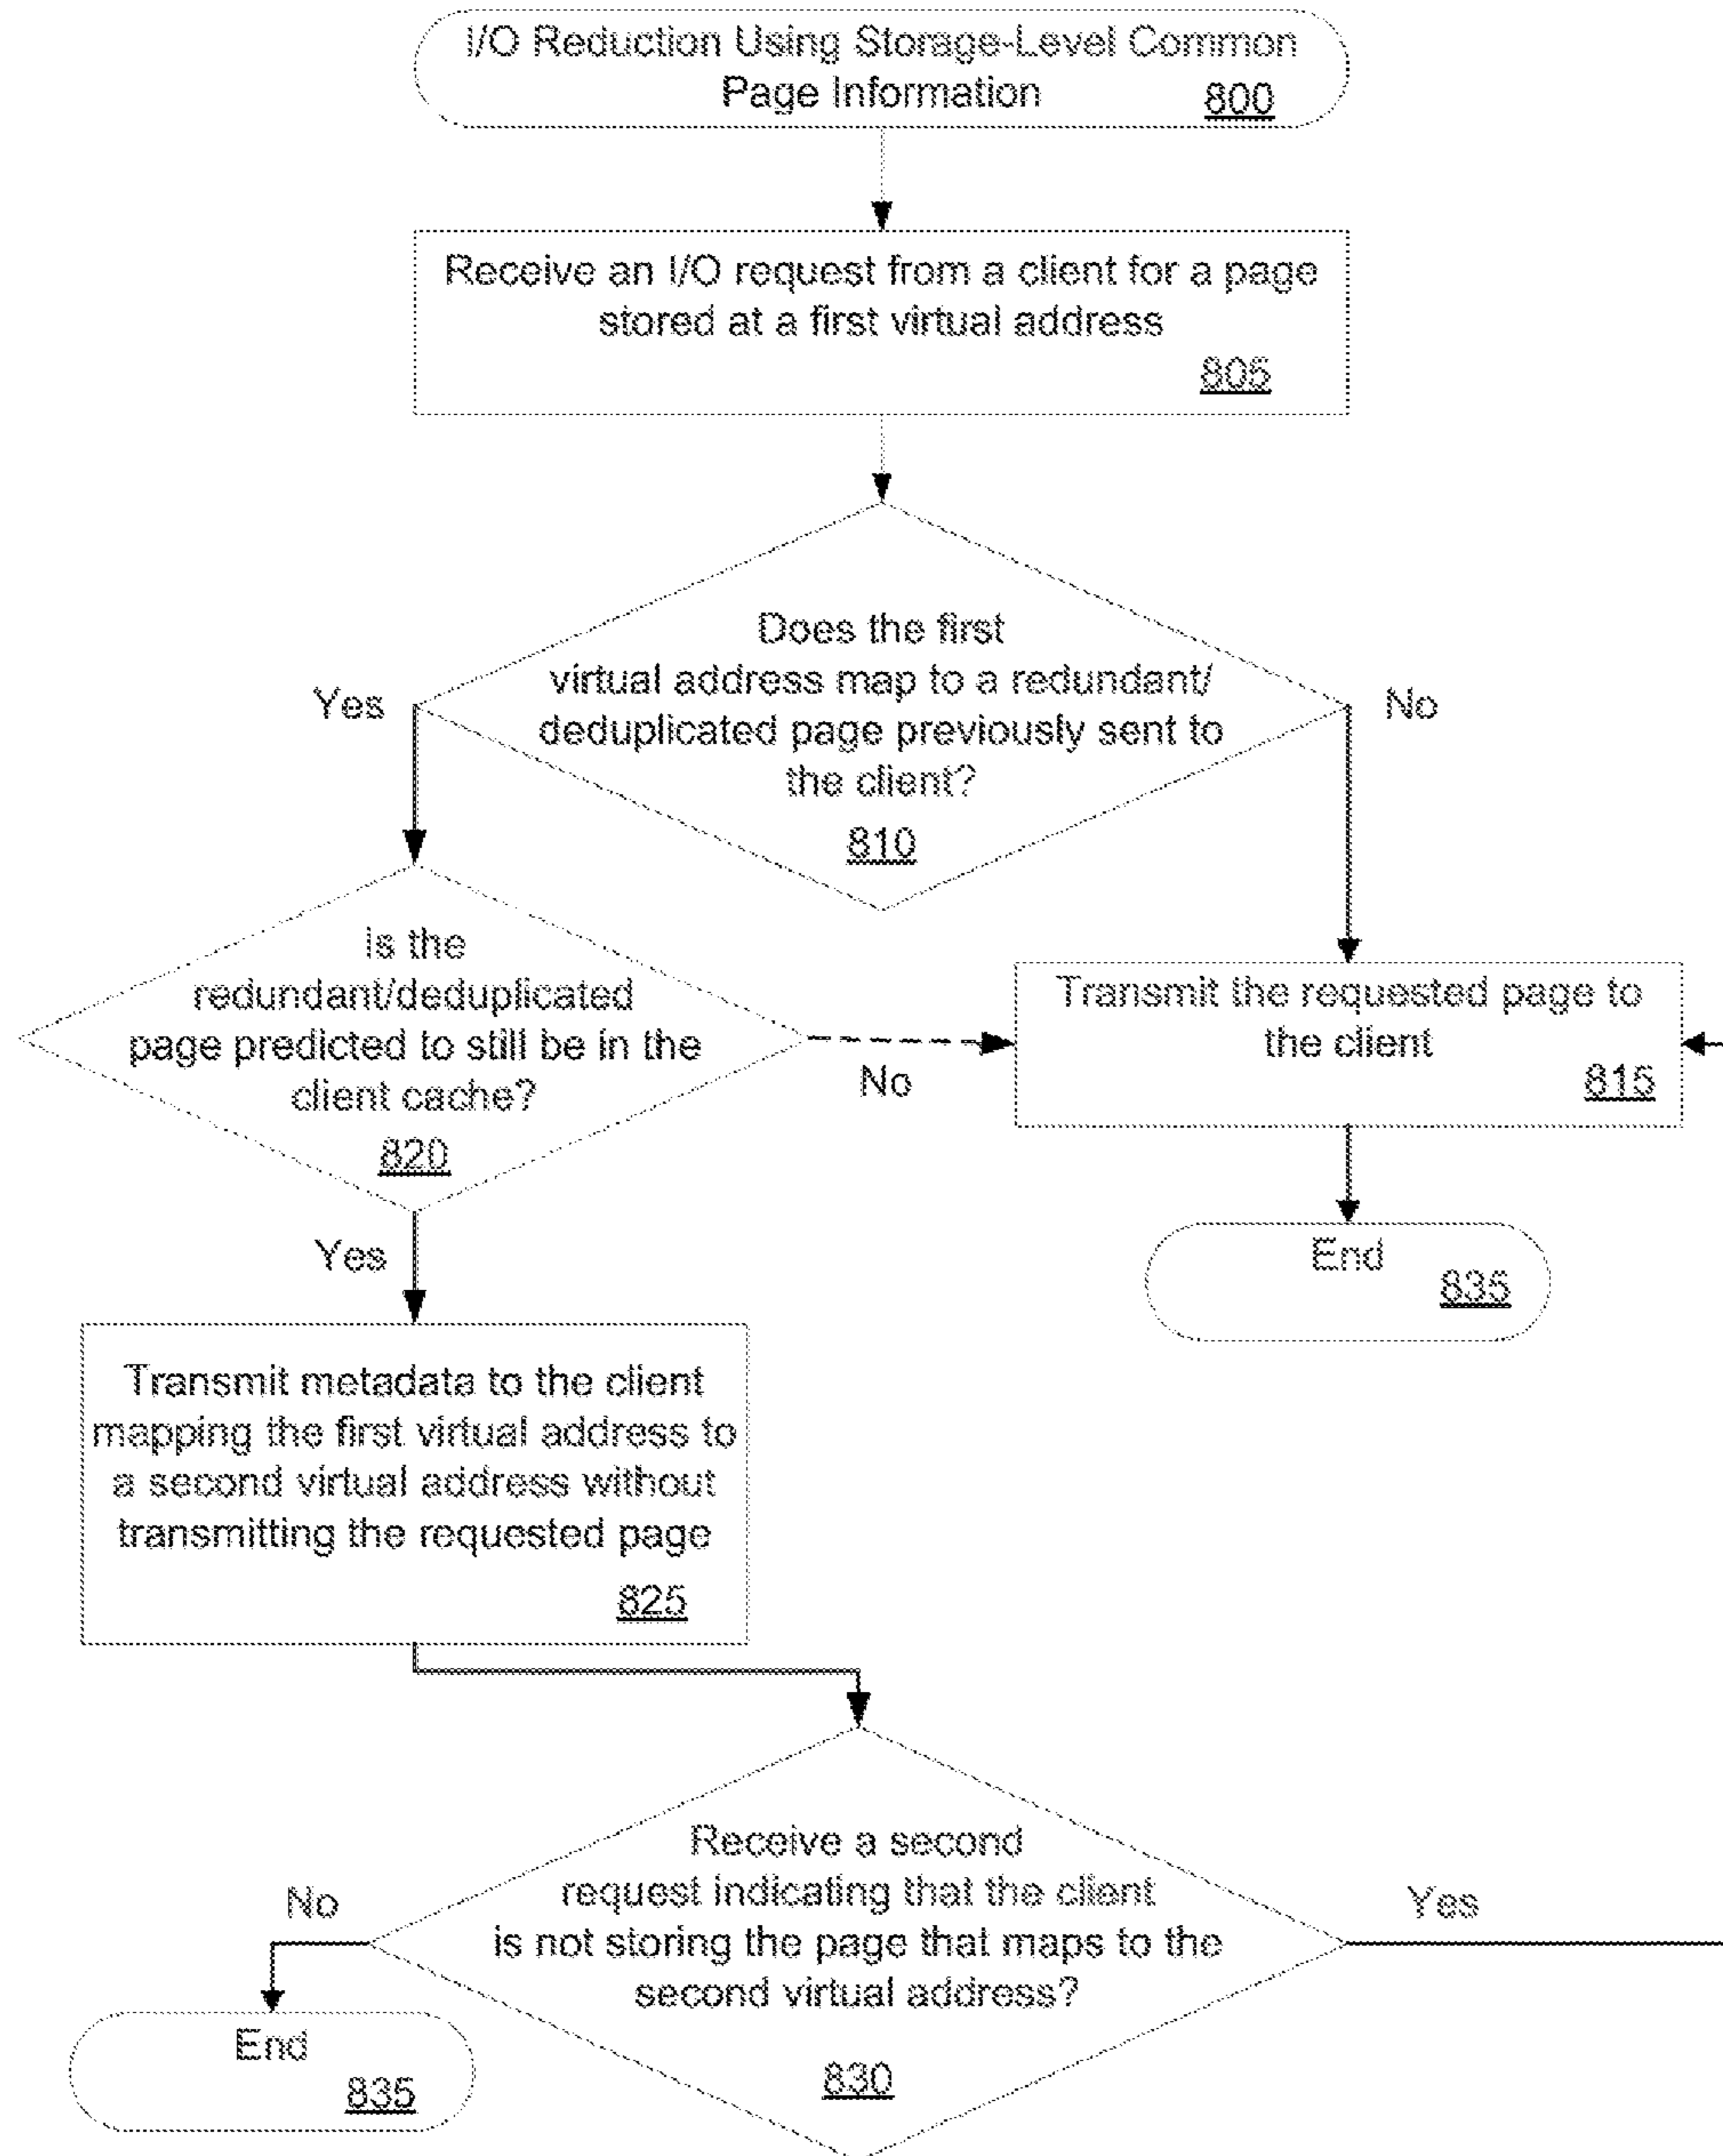 I/O Reduction Using Storage-Level Common
Page Information 800
Receive an I/O request from a client for a page
stored at a first virtual address
805
Does the first
virtual address map to a redundant/
deduplicated page previously sent to
the client?
810
Yes
No
Is the
redundant/deduplicated
page predicted to still be in the
client cache?
820
No
Transmit the requested page to
the client
815
Yes
End
835
Transmit metadata to the client
mapping the first virtual address to
a second virtual address without
transmitting the requested page
825
Receive a second
request indicating that the client
is not storing the page that maps to the
second virtual address?
830
No
Yes
End
835